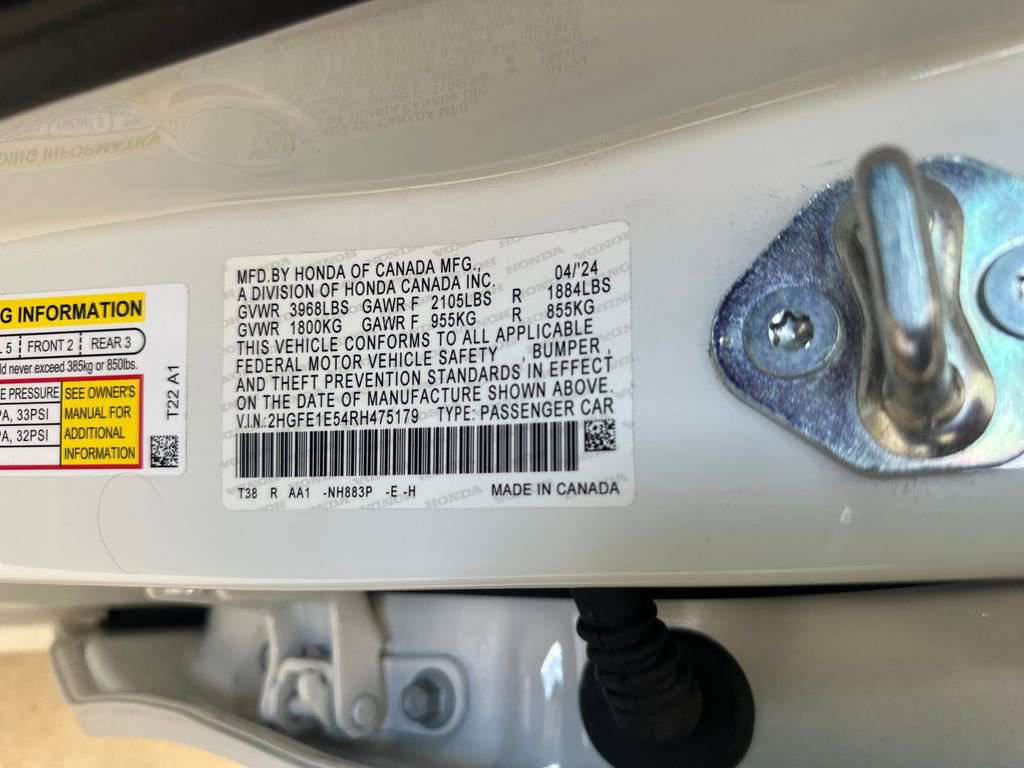 G INFORMATION
L 5 FRONT 2 REAR 3
d never exceed 385kg or 850lbs.
E PRESSURE
PA, 33PSI
PA, 32PSI
SEE OWNER'S
MANUAL FOR
ADDITIONAL
INFORMATION
T22 A1
MFD.BY HONDA OF CANADA MFG., 04/'24
A DIVISION OF HONDA CANADA INC.
GVWR 3968LBS GAWR F 2105LBS R 1884LBS
GVWR 1800KG GAWR F 955KG R 855KG
THIS VEHICLE CONFORMS TO ALL APPLICABLE
FEDERAL MOTOR VEHICLE SAFETY , BUMPER ,
AND THEFT PREVENTION STANDARDS IN EFFECT
ON THE DATE OF MANUFACTURE SHOWN ABOVE.
V.I.N.:2HGFE1E54RH475179 TYPE: PASSENGER CAR
T38 R AA1 -NH883P -E -H MADE IN CANADA